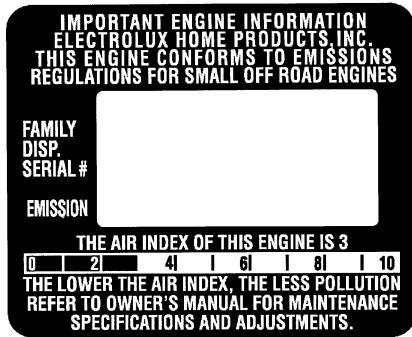 IMPORTANT ENGINE INFORMATION
ELECTROLUX HOME PRODUCTS, INC.
THIS ENGINE CONFORMS TO EMISSIONS
REGULATIONS FOR SMALL OFF ROAD ENGINES
FAMILY
DISP.
SERIAL #
EMISSION
THE AIR INDEX OF THIS ENGINE IS 3
0 2 4 6 8 10
THE LOWER THE AIR INDEX, THE LESS POLLUTION
REFER TO OWNER'S MANUAL FOR MAINTENANCE
SPECIFICATIONS AND ADJUSTMENTS.